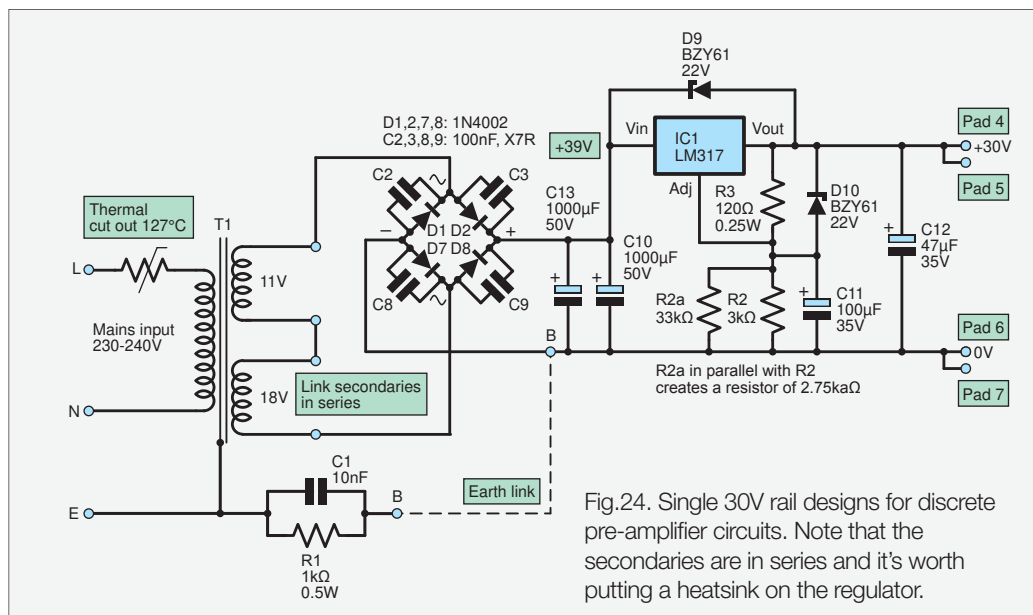 D9
BZY61
22V
D1,2,7,8: 1N4002
C2,3,8,9: 100nF, X7R
+39V
Vin
IC1
LM317
Vout
Adj
Pad 4
+30V
Pad 5
Thermal
cut out 127°C
T1
L
11V
Mains input
230-240V
18V
Link secondaries
in series
N
C2
C3
D1
D2
D7
D8
C8
C9
~
~
–
+
C13
1000µF
50V
+
C10
1000µF
50V
+
R3
120Ω
0.25W
D10
BZY61
22V
C12
47µF
35V
+
R2a
33kΩ
R2
3kΩ
C11
100µF
35V
+
B
Pad 6
0V
Pad 7
R2a in parallel with R2
creates a resistor of 2.75kaΩ
E
C1
10nF
B
Earth link
R1
1kΩ
0.5W
Fig.24. Single 30V rail designs for discrete
pre-amplifier circuits. Note that the
secondaries are in series and it's worth
putting a heatsink on the regulator.